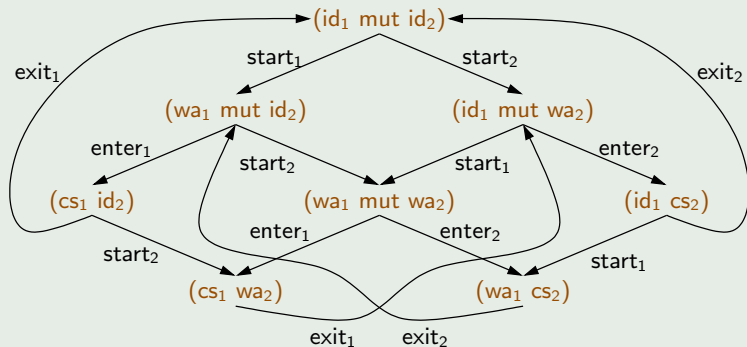 (id₁ mut id₂)
exit₁ start₁ start₂ exit₂
(wa₁ mut id₂) (id₁ mut wa₂)
enter₁ start₂ start₁ enter₂
(cs₁ id₂) (wa₁ mut wa₂) (id₁ cs₂)
start₂ enter₁ enter₂ start₁
(cs₁ wa₂) (wa₁ cs₂)
exit₁ exit₂